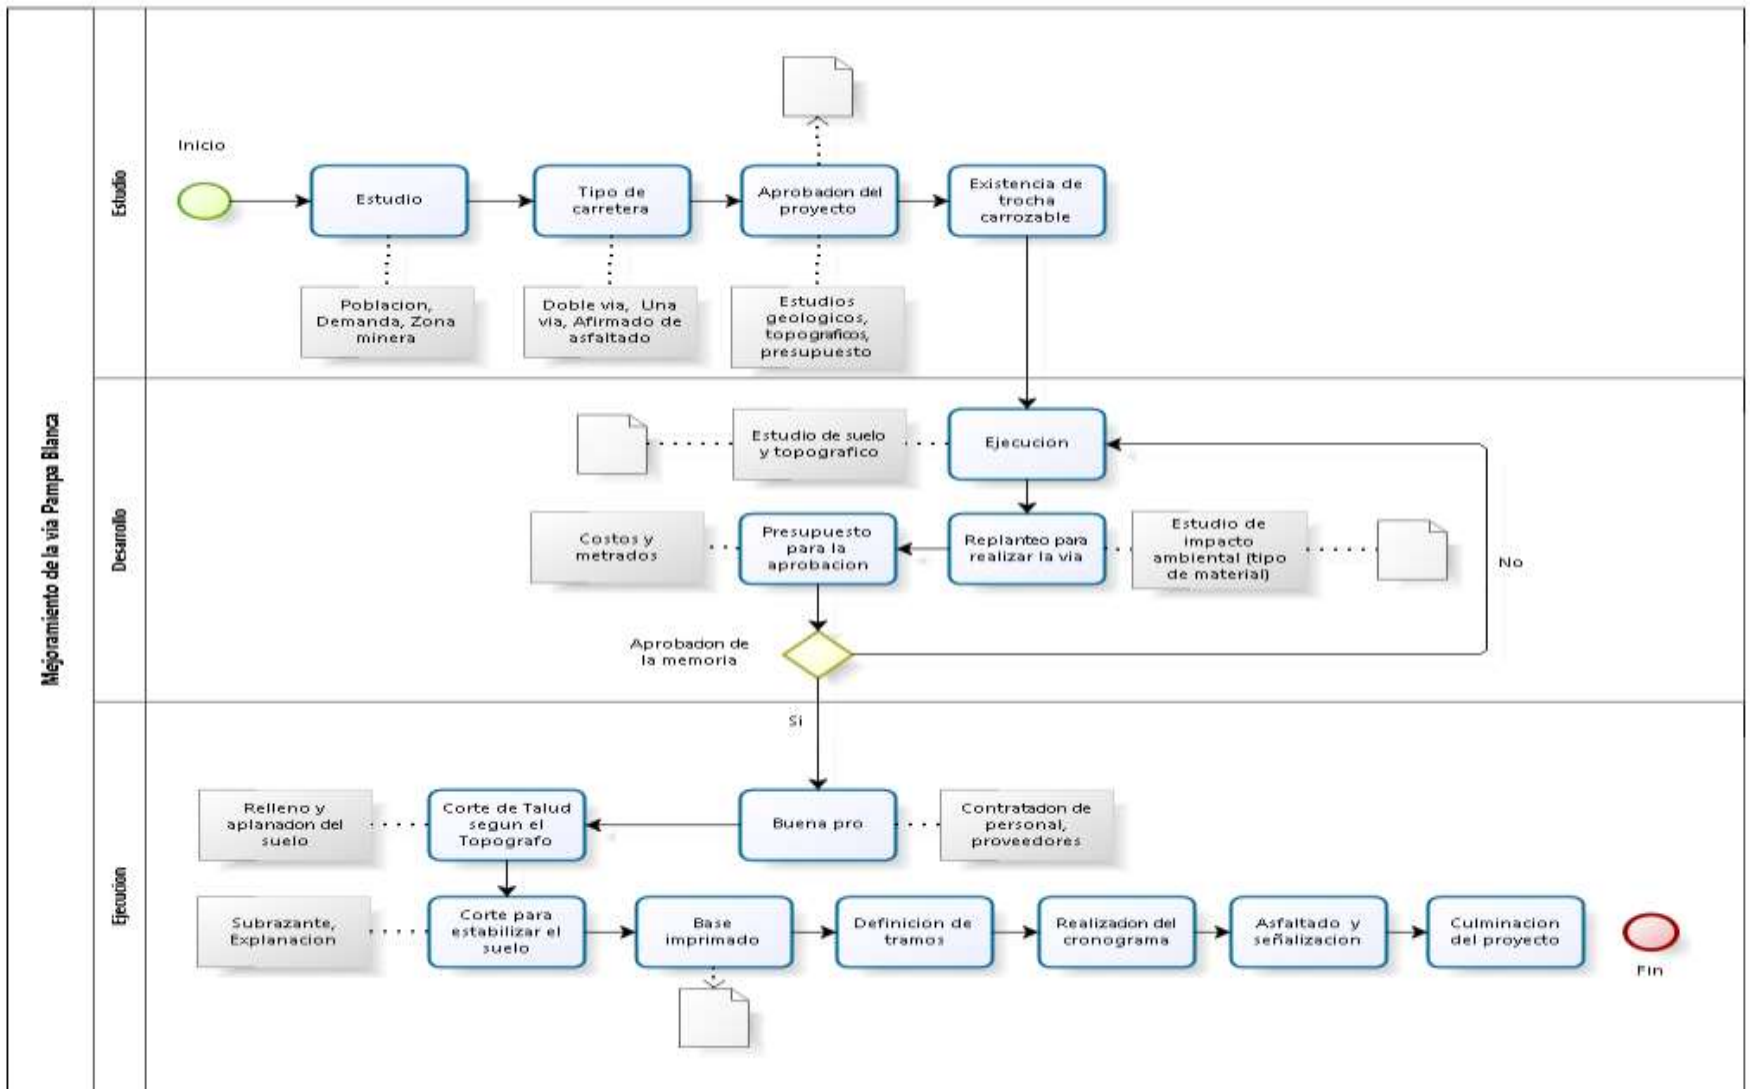 Mejoramiento de la via Pampa Blanca
Estudio
Inicio
Estudio
Tipo de
carretera
Aprobacion del
proyecto
Existencia de
trocha
carrozable
Poblacion,
Demanda, Zona
minera
Doble via, Una
via, Afirmado de
asfaltado
Estudios
geologicos,
topograficos,
presupuesto
Desarrollo
Estudio de suelo
y topografico
Ejecucion
Costos y
metrados
Presupuesto
para la
aprobacion
Replanteo para
realizar la via
Estudio de
impacto
ambiental (tipo
de material)
No
Aprobacion de
la memoria
Si
Ejecucion
Relleno y
aplanacion del
suelo
Corte de Talud
segun el
Topografo
Buena pro
Contratacion de
personal,
proveedores
Subrazante,
Explanacion
Corte para
estabilizar el
suelo
Base
imprimado
Definicion de
tramos
Realizacion del
cronograma
Asfaltado y
señalizacion
Culminacion
del proyecto
Fin